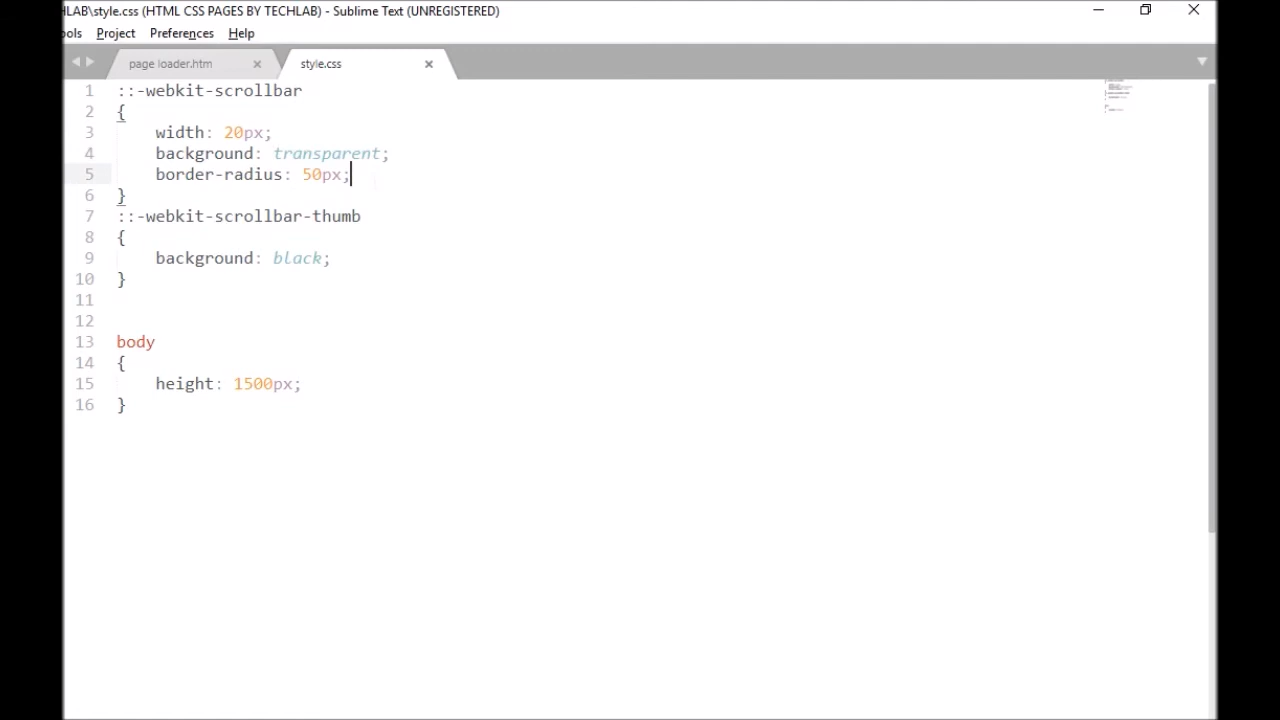 HLAB\style.css (HTML CSS PAGES BY TECHLAB) - Sublime Text (UNREGISTERED)
ools Project Preferences Help
page loader.htm style.css
1 ::-webkit-scrollbar
2 {
3 width: 20px;
4 background: transparent;
5 border-radius: 50px;
6 }
7 ::-webkit-scrollbar-thumb
8 {
9 background: black;
10 }
11
12
13 body
14 {
15 height: 1500px;
16 }